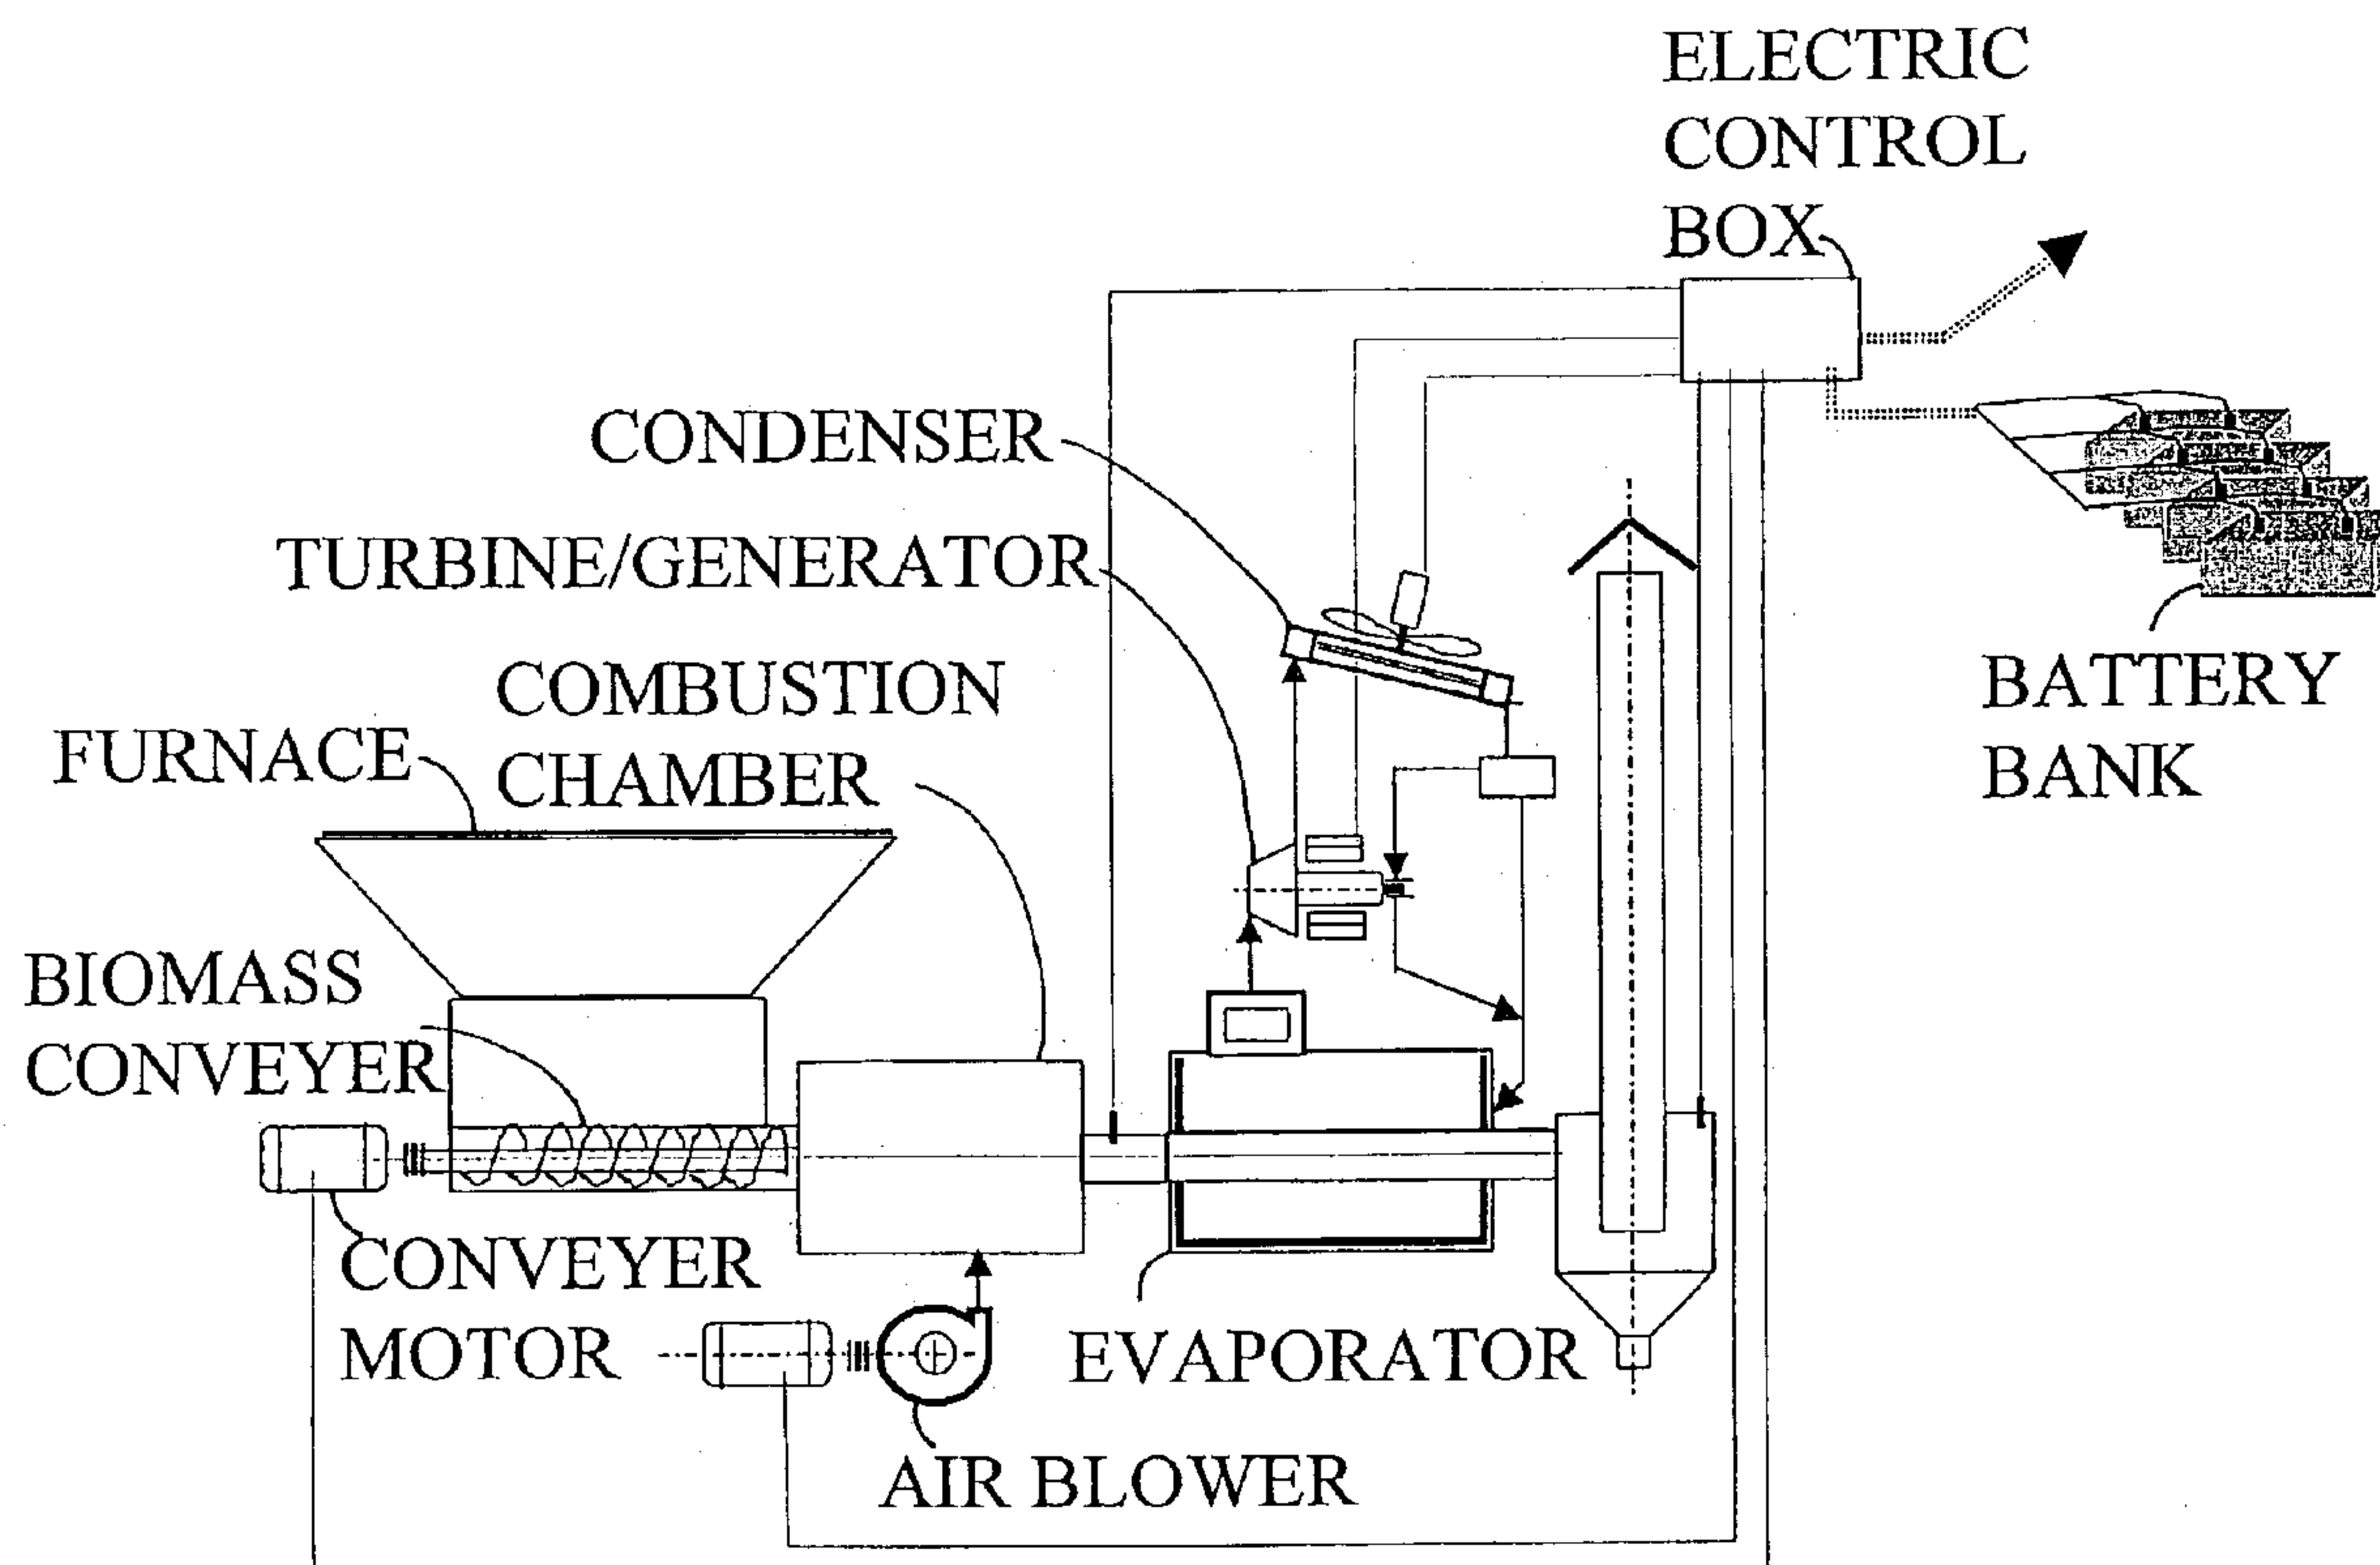 ELECTRIC
CONTROL
BOX
CONDENSER
TURBINE/GENERATOR
COMBUSTION
CHAMBER
FURNACE
BATTERY
BANK
BIOMASS
CONVEYER
CONVEYER
MOTOR
EVAPORATOR
AIR BLOWER